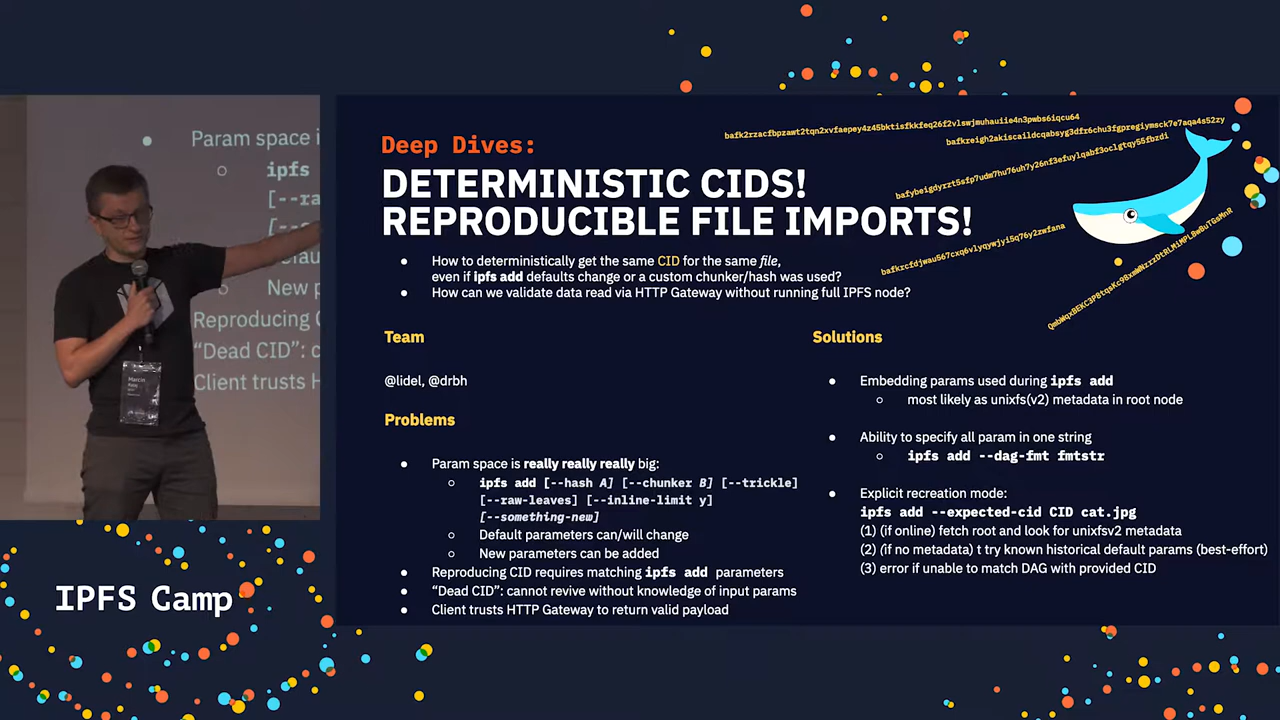 Param space i
ipfs
[--ra
New p
Reproducing C
"Dead CID": c
Client trusts H
Marcin
IPFS Camp
Deep Dives:
DETERMINISTIC CIDS!
REPRODUCIBLE FILE IMPORTS!
● How to deterministically get the same CID for the same file,
even if ipfs add defaults change or a custom chunker/hash was used?
● How can we validate data read via HTTP Gateway without running full IPFS node?
Team
@lidel, @drbh
Problems
● Param space is really really really big:
○ ipfs add [--hash A] [--chunker B] [--trickle]
[--raw-leaves] [--inline-limit y]
[--something-new]
○ Default parameters can/will change
○ New parameters can be added
● Reproducing CID requires matching ipfs add parameters
● "Dead CID": cannot revive without knowledge of input params
● Client trusts HTTP Gateway to return valid payload
Solutions
● Embedding params used during ipfs add
○ most likely as unixfs(v2) metadata in root node
● Ability to specify all param in one string
○ ipfs add --dag-fmt fmtstr
● Explicit recreation mode:
ipfs add --expected-cid CID cat.jpg
(1) (if online) fetch root and look for unixfsv2 metadata
(2) (if no metadata) t try known historical default params (best-effort)
(3) error if unable to match DAG with provided CID